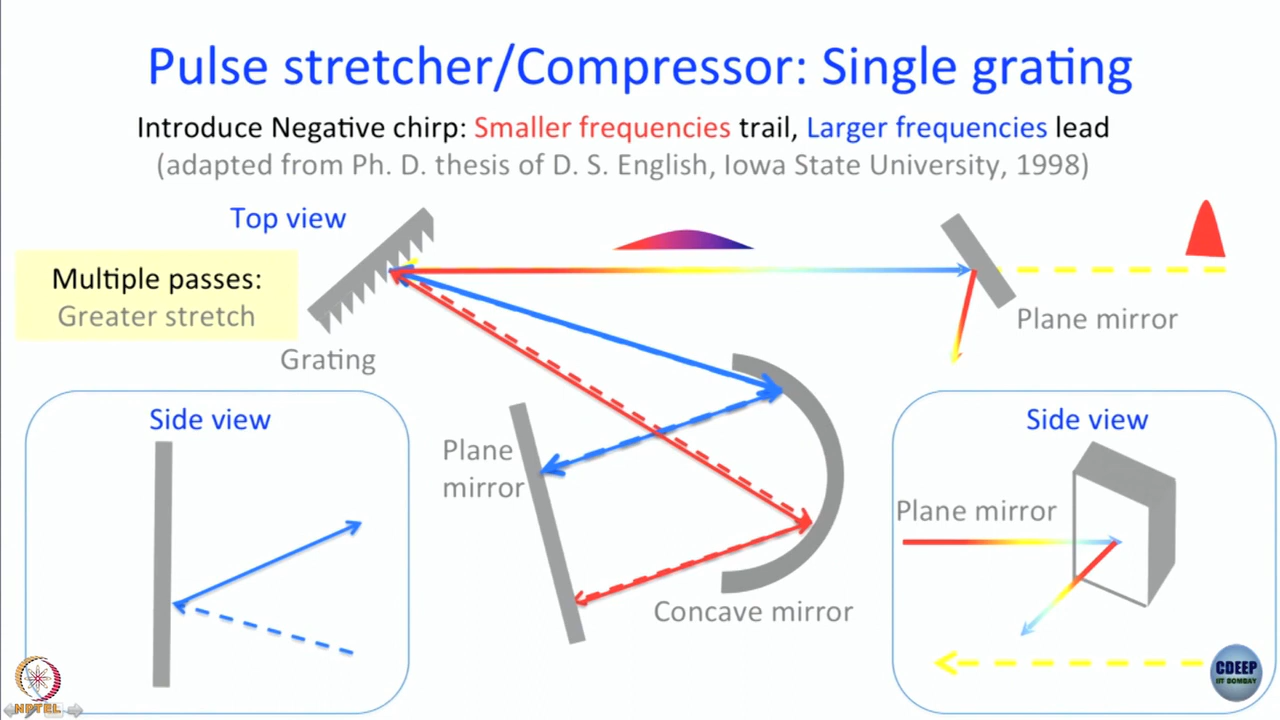 Pulse stretcher/Compressor: Single grating
Introduce Negative chirp: Smaller frequencies trail, Larger frequencies lead
(adapted from Ph. D. thesis of D. S. English, Iowa State University, 1998)
Top view
Multiple passes:
Greater stretch
Grating
Plane mirror
Side view
Plane
mirror
Concave mirror
Side view
Plane mirror
NPTEL
CDEEP
IIT BOMBAY